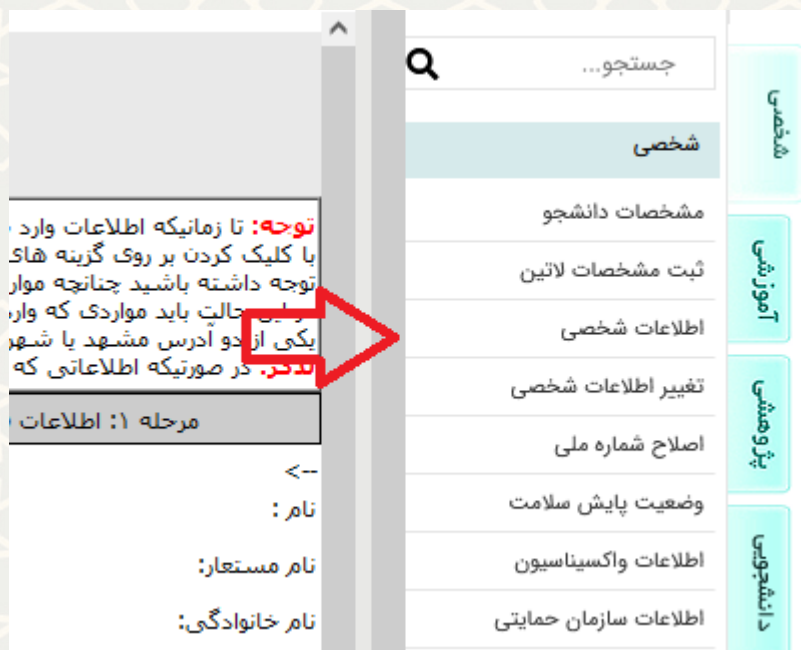 شخصی
آموزشی
پژوهشی
دانشجویی
جستجو...
شخصی
مشخصات دانشجو
ثبت مشخصات لاتین
اطلاعات شخصی
تغییر اطلاعات شخصی
اصلاح شماره ملی
وضعیت پایش سلامت
اطلاعات واکسیناسیون
اطلاعات سازمان حمایتی
توجه: تا زمانیکه اطلاعات وارد
با کلیک کردن بر روی گزینه های
توجه داشته باشید چنانچه موار
حالت باید مواردی که وار
یکی از دو آدرس مشهد یا شهر
تذکر: در صورتیکه اطلاعاتی که
مرحله ۱: اطلاعات
-->
نام :
نام مستعار:
نام خانوادگی: